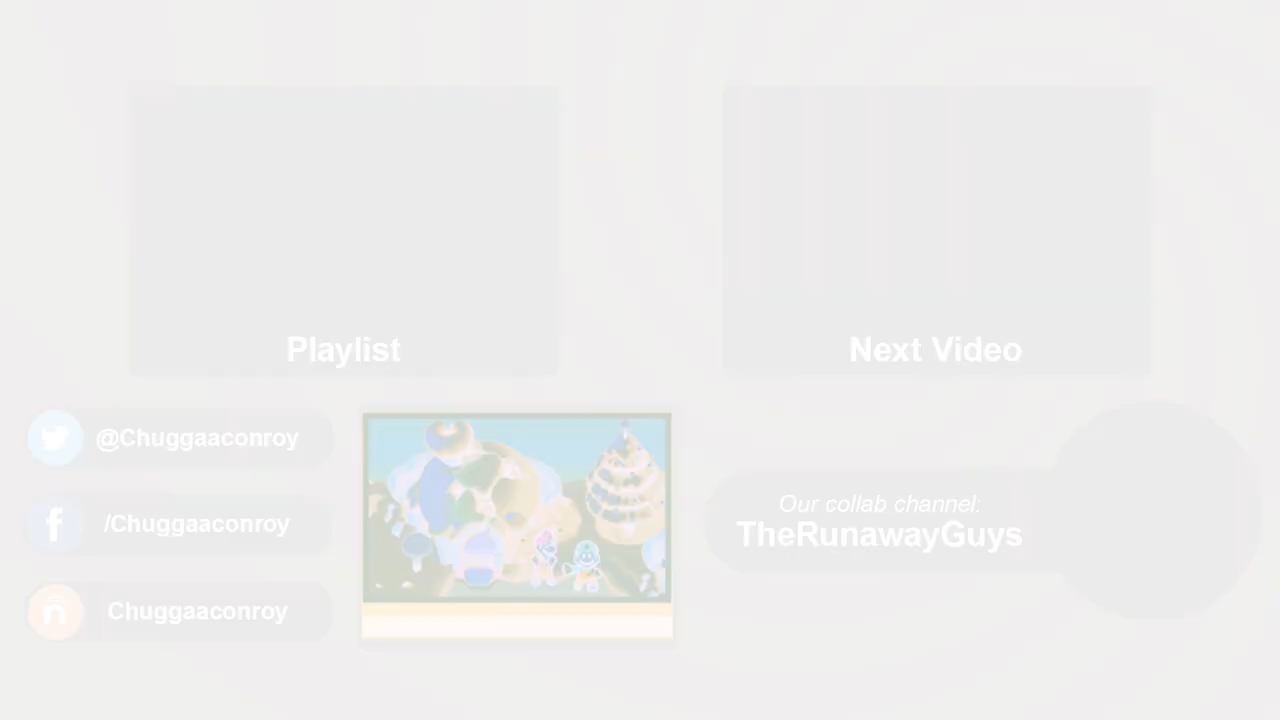 Playlist
Next Video
@Chuggaaconroy
/Chuggaaconroy
Chuggaaconroy
Our collab channel:
TheRunawayGuys